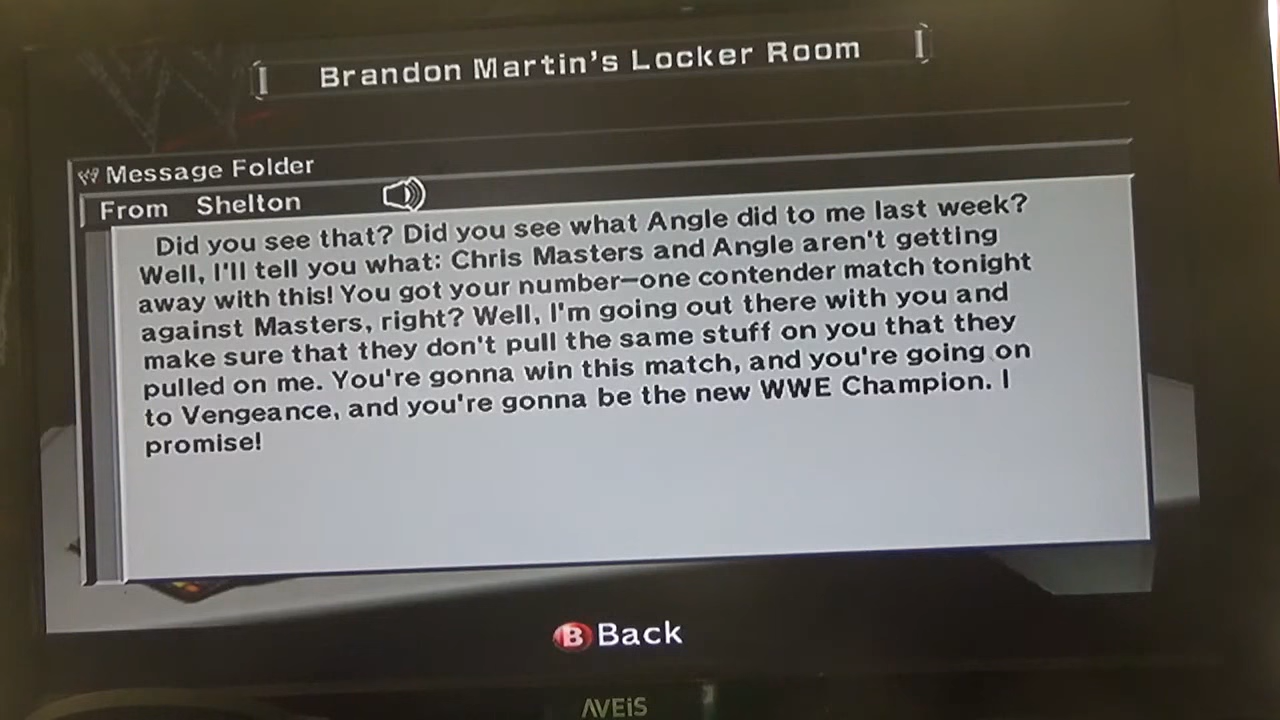 Brandon Martin's Locker Room
Message Folder
From Shelton
Did you see that? Did you see what Angle did to me last week?
Well, I'll tell you what: Chris Masters and Angle aren't getting
away with this! You got your number-one contender match tonight
against Masters, right? Well, I'm going out there with you and
make sure that they don't pull the same stuff on you that they
pulled on me. You're gonna win this match, and you're going on
to Vengeance, and you're gonna be the new WWE Champion. I
promise!
B Back
AVEiS